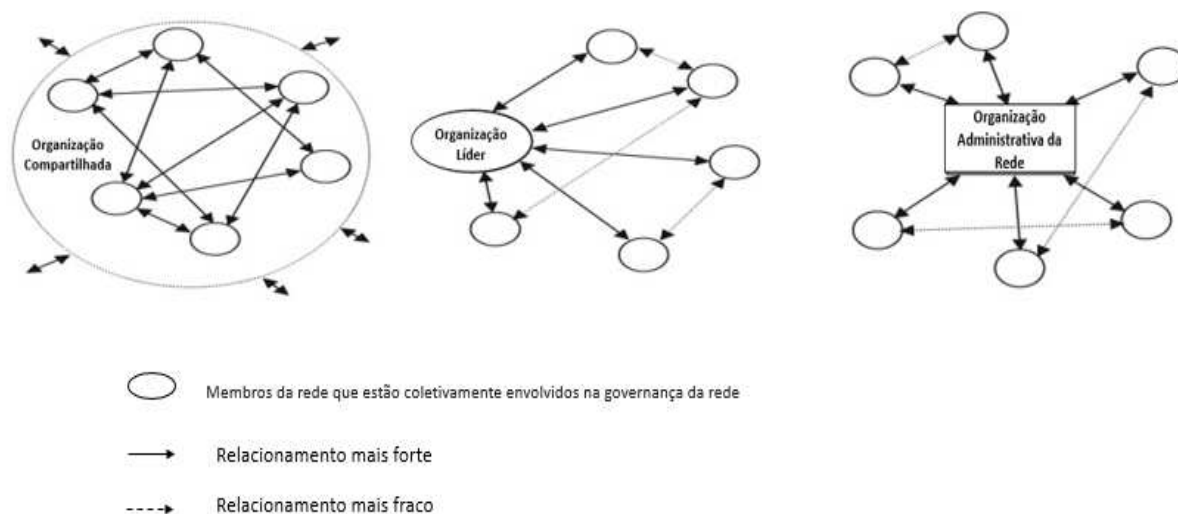 Organização
Compartilhada
Organização
Líder
Organização
Administrativa da
Rede
Membros da rede que estão coletivamente envolvidos na governança da rede
Relacionamento mais forte
Relacionamento mais fraco